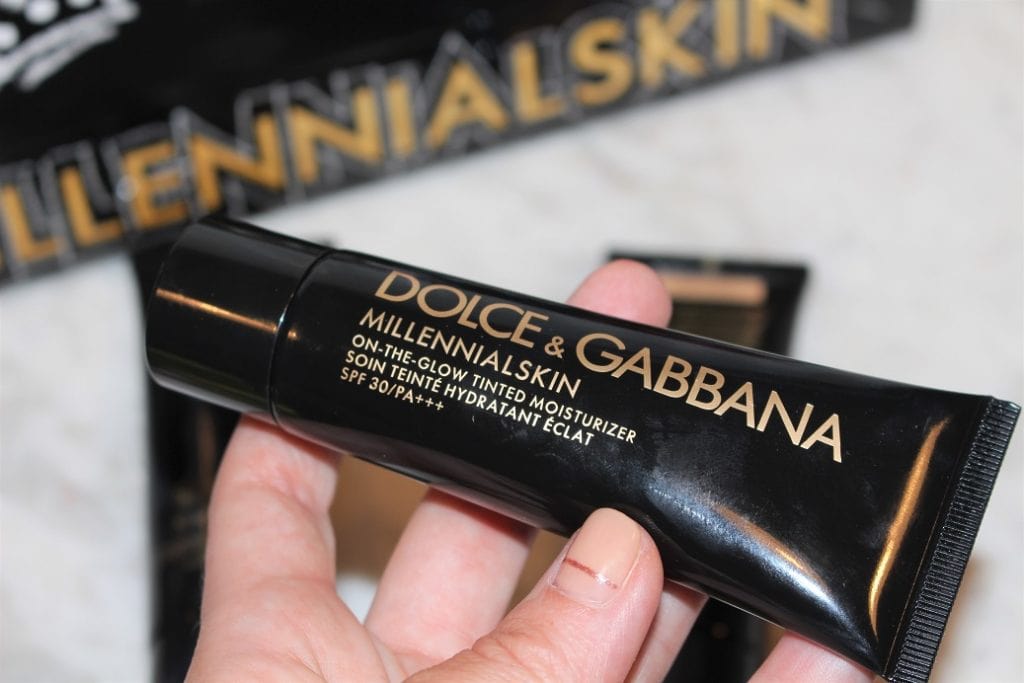 MILLENNIALSKIN
DOLCE & GABBANA
MILLENNIALSKIN
ON-THE-GLOW TINTED MOISTURIZER
SOIN TEINTÉ HYDRATANT ÉCLAT
SPF 30/PA+++